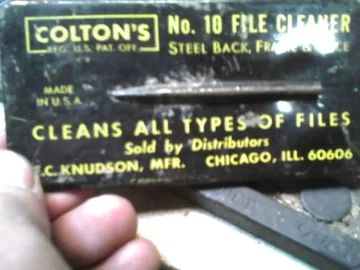 COLTON'S
REG. U.S. PAT. OFF.
No. 10 FILE CLEANER
STEEL BACK,
MADE
IN U.S.A.
CLEANS ALL TYPES OF FILES
Sold by Distributors
E.C. KNUDSON, MFR. CHICAGO, ILL. 60606